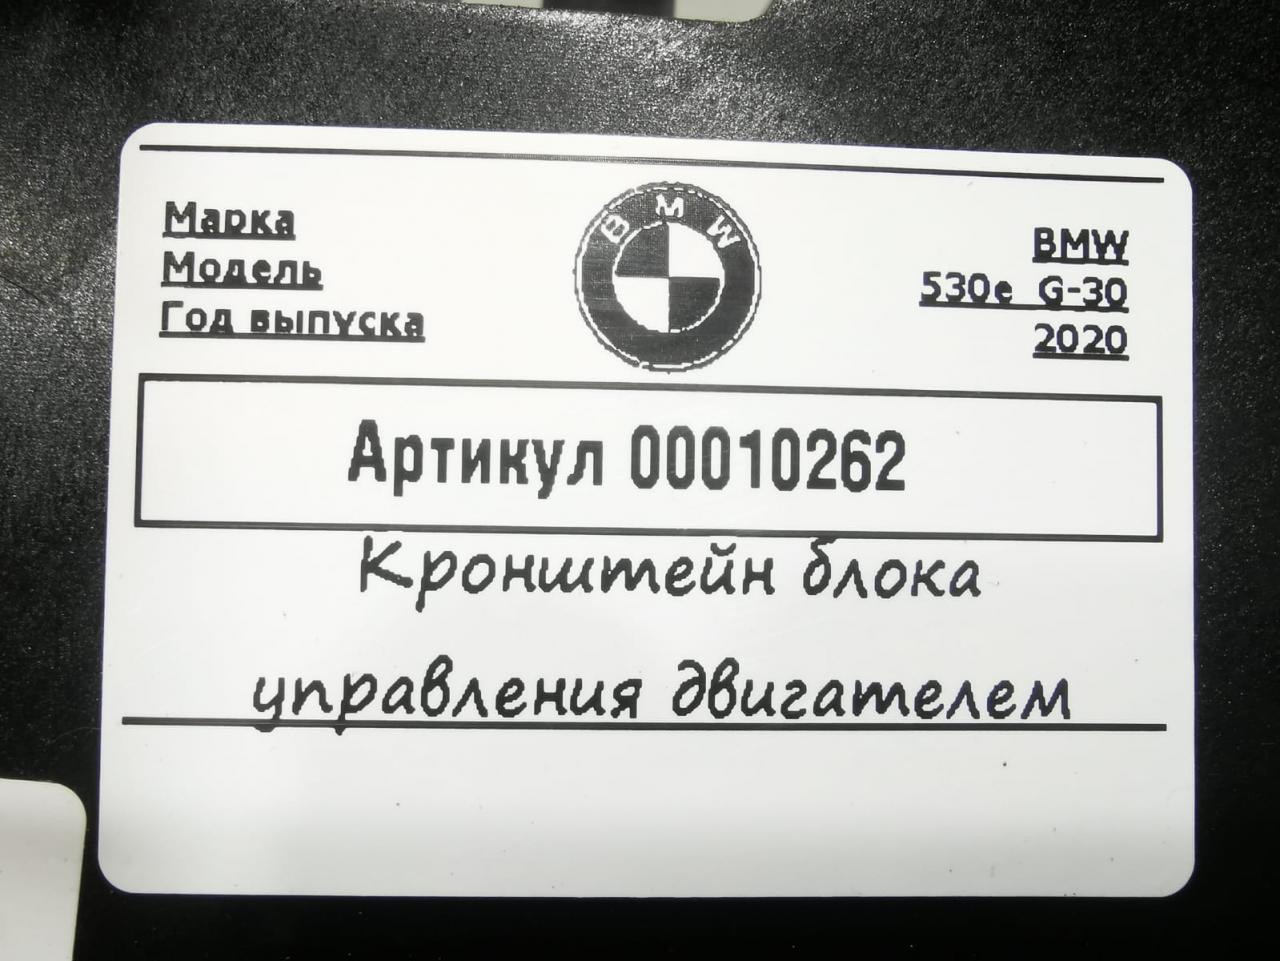 Марка BMW
Модель 530e G-30
Год выпуска 2020
BMW
Артикул 00010262
Кронштейн блока
управления двигателем